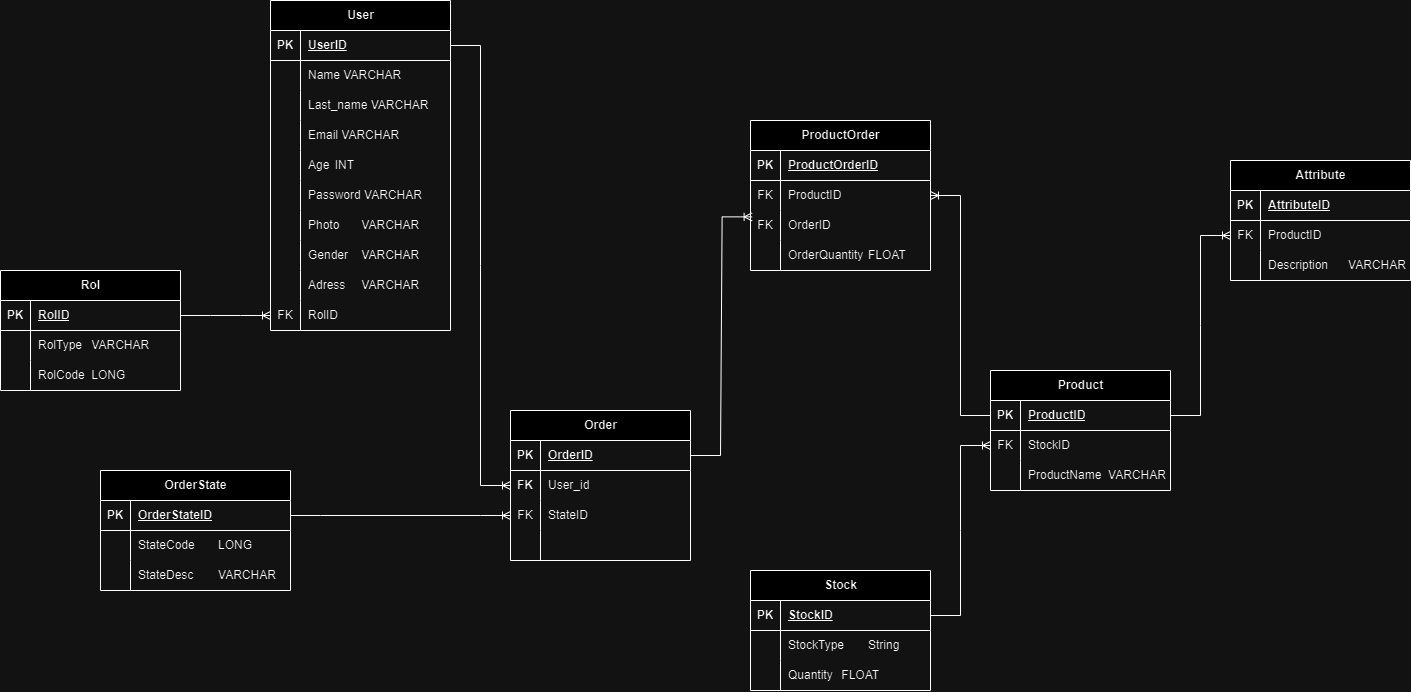 User
PK UserID
Name VARCHAR
Last_name VARCHAR
Email VARCHAR
Age INT
Password VARCHAR
Photo VARCHAR
Gender VARCHAR
Adress VARCHAR
FK RolID
Rol
PK RolID
RolType VARCHAR
RolCode LONG
OrderState
PK OrderStateID
StateCode LONG
StateDesc VARCHAR
Order
PK OrderID
FK User_id
FK StateID
ProductOrder
PK ProductOrderID
FK ProductID
FK OrderID
OrderQuantity FLOAT
Attribute
PK AttributeID
FK ProductID
Description VARCHAR
Product
PK ProductID
FK StockID
ProductName VARCHAR
Stock
PK StockID
StockType String
Quantity FLOAT